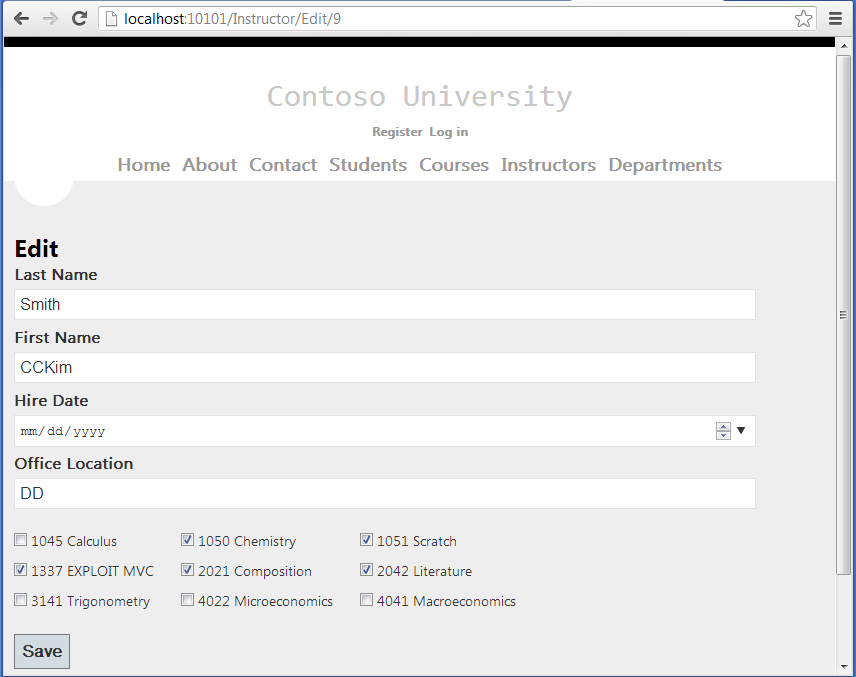 localhost:10101/Instructor/Edit/9
Contoso University
Register Log in
Home About Contact Students Courses Instructors Departments
Edit
Last Name
Smith
First Name
CCKim
Hire Date
mm/dd/yyyy
Office Location
DD
1045 Calculus 1050 Chemistry 1051 Scratch
1337 EXPLOIT MVC 2021 Composition 2042 Literature
3141 Trigonometry 4022 Microeconomics 4041 Macroeconomics
Save